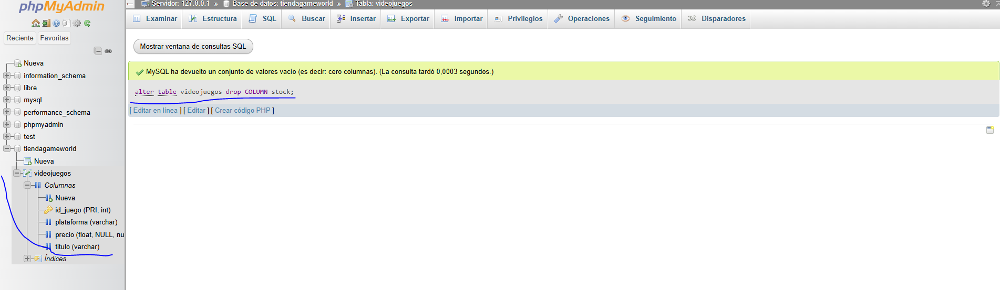 phpMyAdmin
Servidor: 127.0.0.1 » Base de datos: tiendagameworld » Tabla: videojuegos
Examinar Estructura SQL Buscar Insertar Exportar Importar Privilegios Operaciones Seguimiento Disparadores
Reciente Favoritas
Nueva
information_schema
libre
mysql
performance_schema
phpmyadmin
test
tiendagameworld
Nueva
videojuegos
Columnas
Nueva
id_juego (PRI, int)
plataforma (varchar)
precio (float, NULL, nu
titulo (varchar)
Índices
Mostrar ventana de consultas SQL
MySQL ha devuelto un conjunto de valores vacío (es decir: cero columnas). (La consulta tardó 0,0003 segundos.)
alter table videojuegos drop COLUMN stock;
[ Editar en línea ] [ Editar ] [ Crear código PHP ]